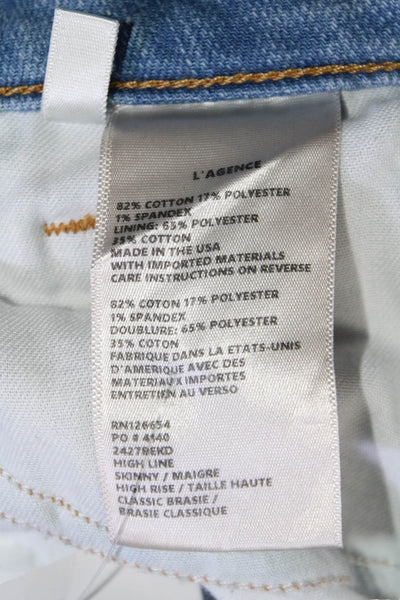 L'AGENCE
82% COTTON 17% POLYESTER
1% SPANDEX
LINING: 65% POLYESTER
35% COTTON
MADE IN THE USA
WITH IMPORTED MATERIALS
CARE INSTRUCTIONS ON REVERSE
82% COTTON 17% POLYESTER
1% SPANDEX
DOUBLURE: 65% POLYESTER
35% COTON
FABRIQUE DANS LA ETATS-UNIS
D'AMERIQUE AVEC DES
MATERIAUX IMPORTES
ENTRETIEN AU VERSO
RN126654
PO # 4140
2427BEKD
HIGH LINE
SKINNY / MAIGRE
HIGH RISE / TAILLE HAUTE
CLASSIC BRASIE /
BRASIE CLASSIQUE